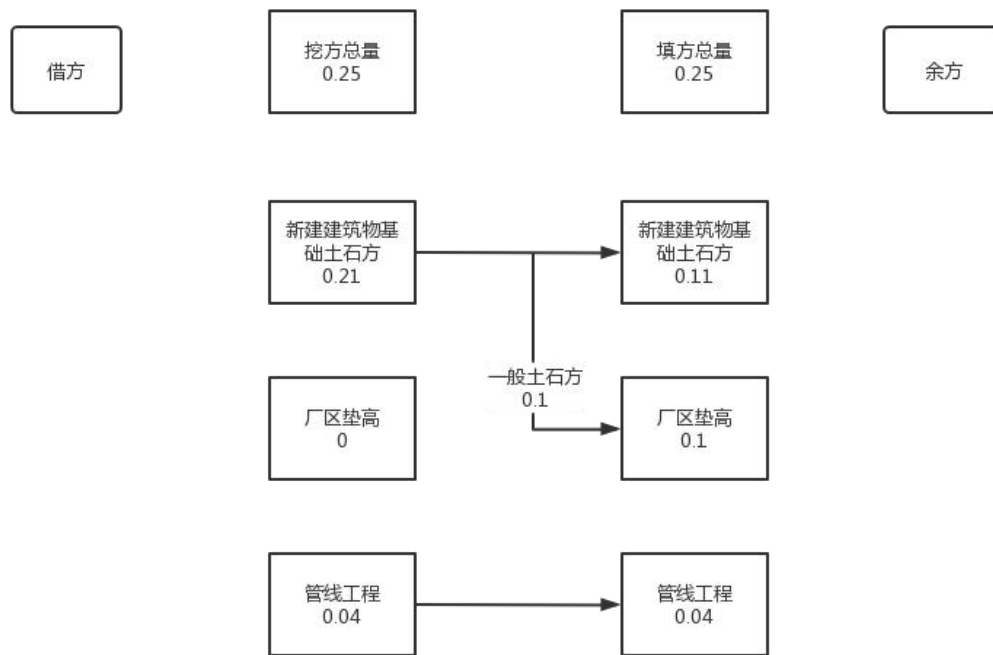 借方
挖方总量
0.25
填方总量
0.25
余方
新建建筑物基
础土石方
0.21
新建建筑物基
础土石方
0.11
一般土石方
0.1
厂区垫高
0
厂区垫高
0.1
管线工程
0.04
管线工程
0.04